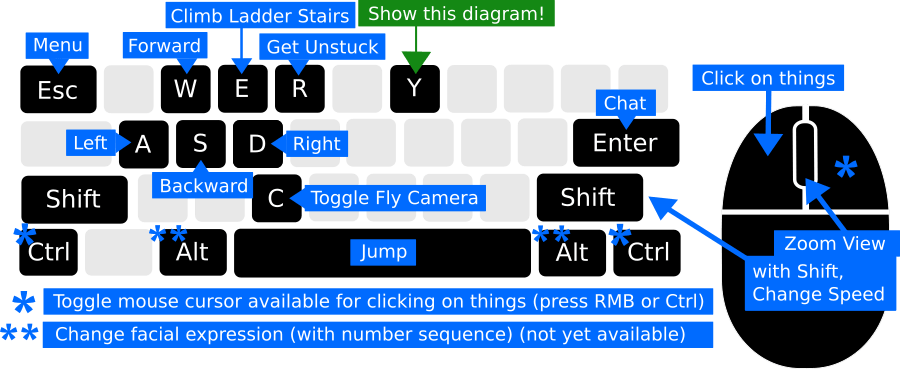 Show this diagram!
Climb Ladder Stairs
Menu
Forward
Get Unstuck
Esc
W
E
R
Y
Click on things
Chat
Left
A
S
D
Right
Enter
Backward
Shift
C
Toggle Fly Camera
Shift
*
Ctrl
**
Alt
Jump
**
Alt
*
Ctrl
*
Zoom View
with Shift,
Change Speed
* Toggle mouse cursor available for clicking on things (press RMB or Ctrl)
** Change facial expression (with number sequence) (not yet available)